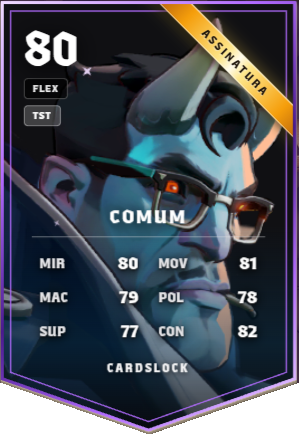 80
ASSINATURA
FLEX
TST
COMUM
MIR 80 MOV 81
MAC 79 POL 78
SUP 77 CON 82
CARDSLOCK